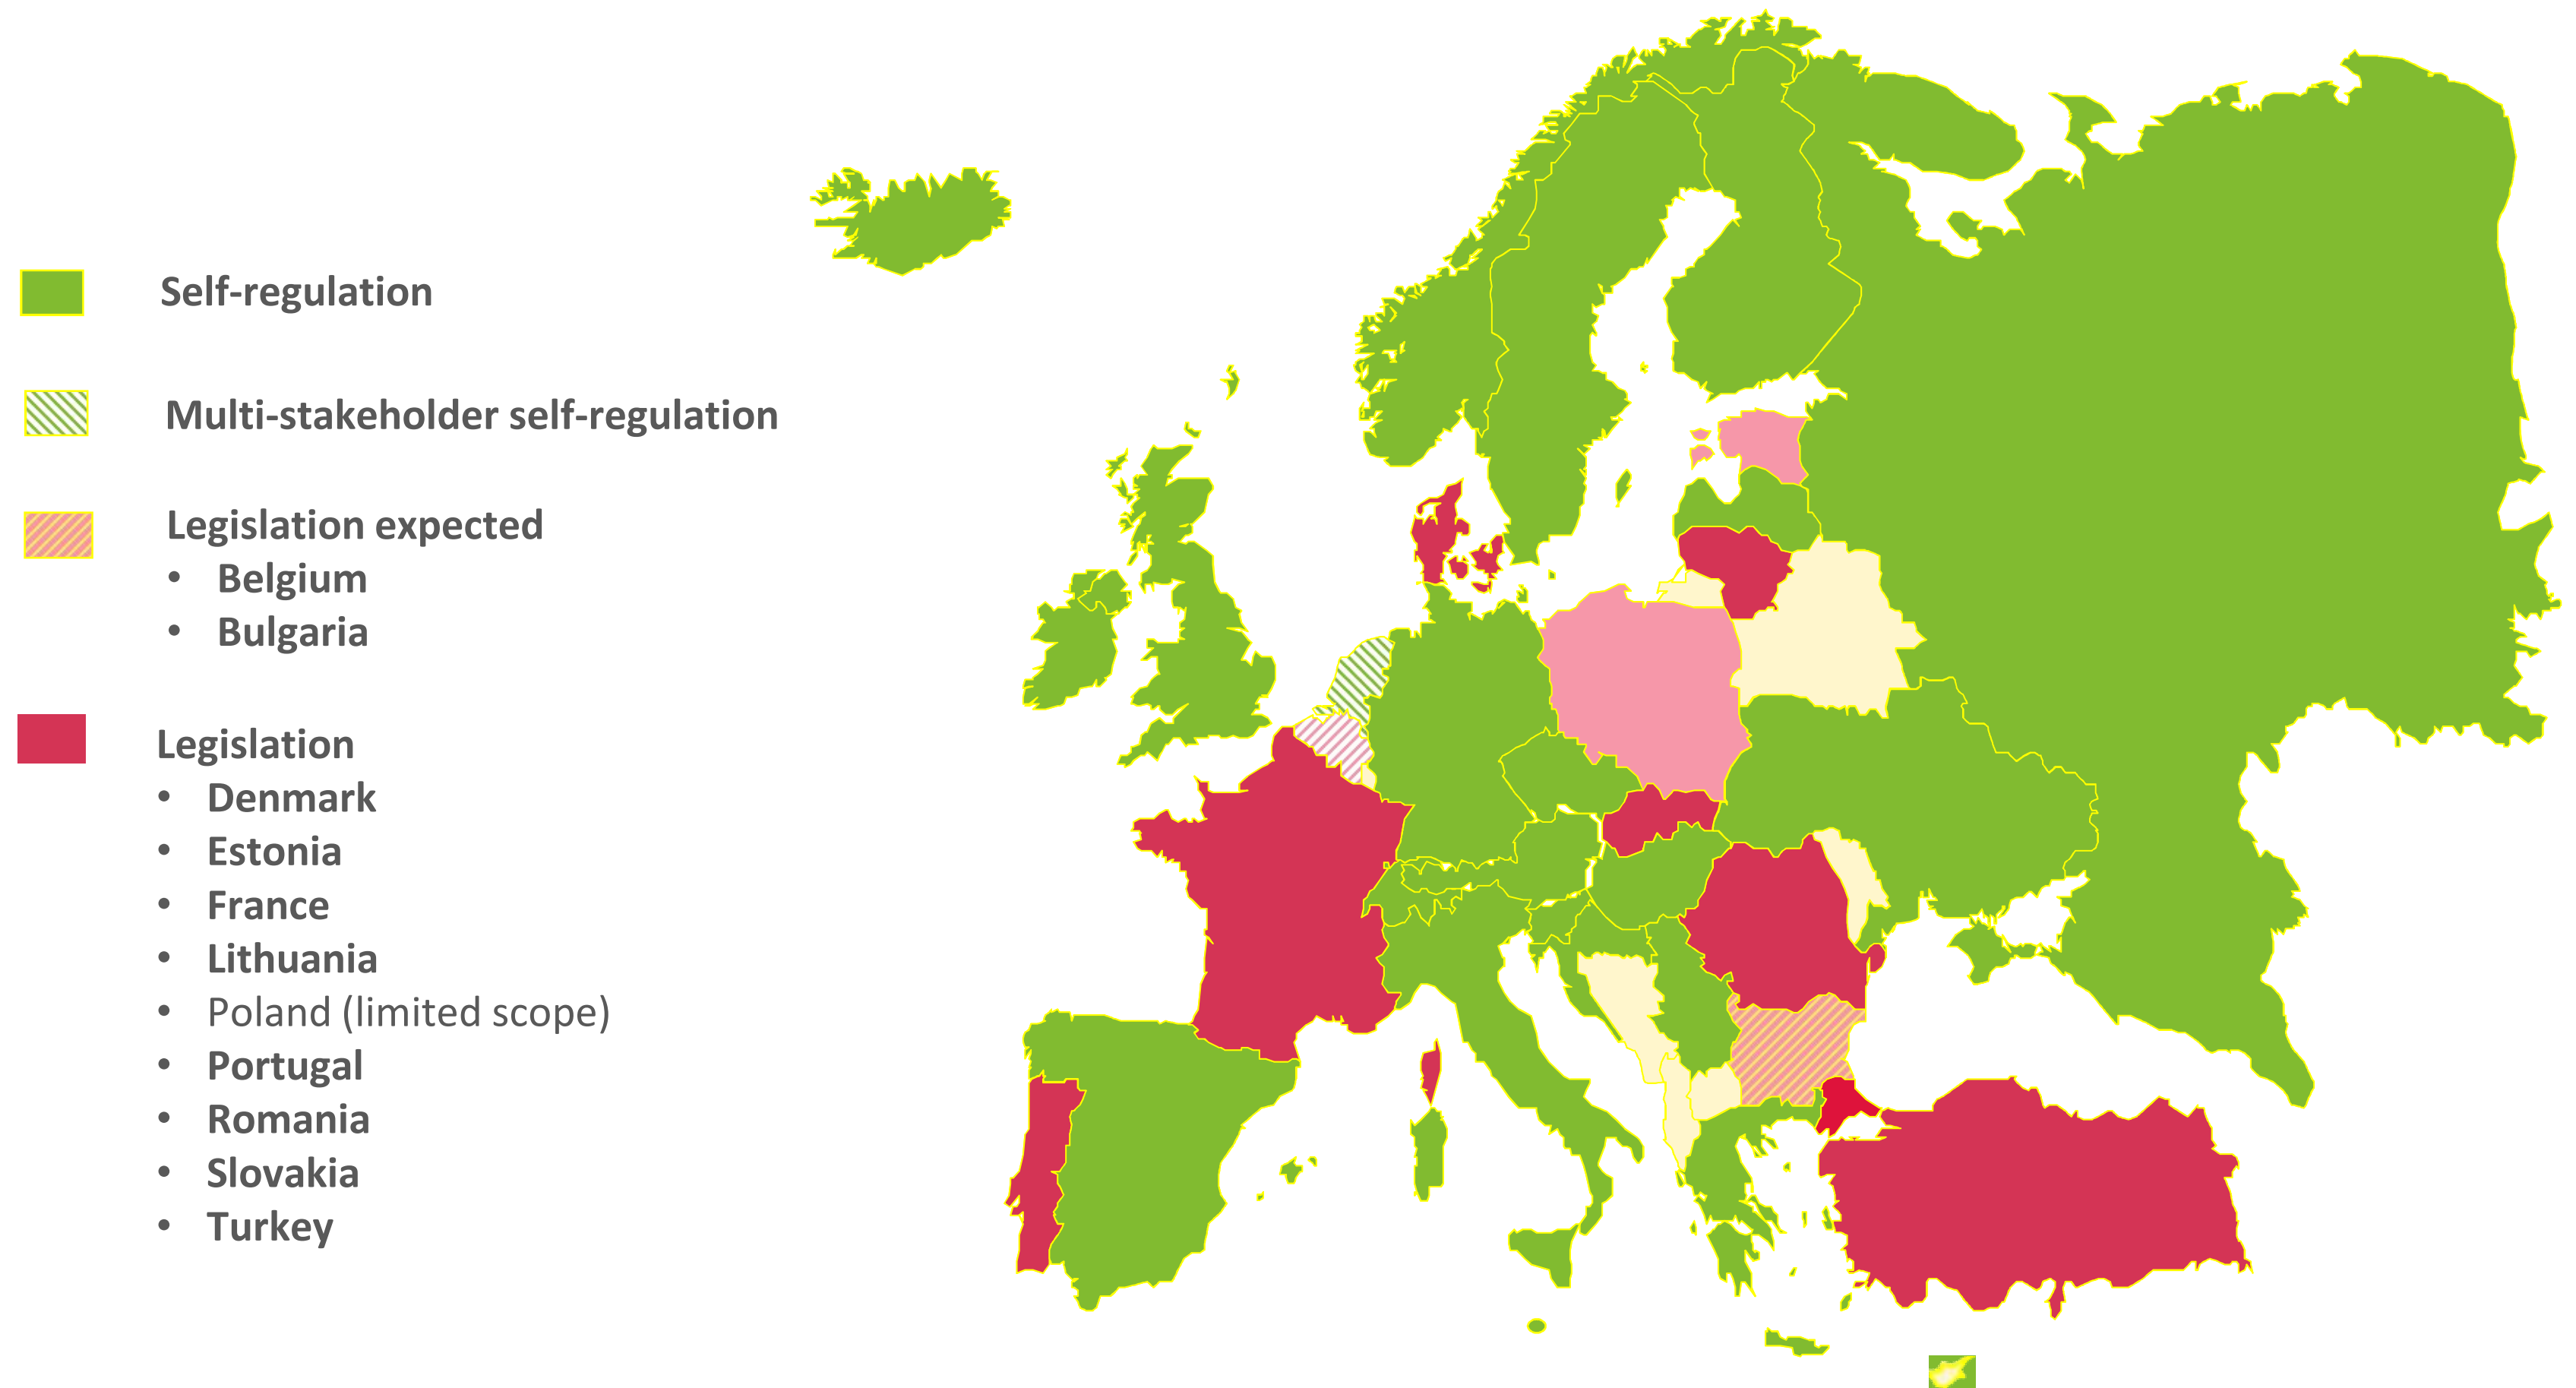 Self-regulation
Multi-stakeholder self-regulation
Legislation expected
• Belgium
• Bulgaria
Legislation
• Denmark
• Estonia
• France
• Lithuania
• Poland (limited scope)
• Portugal
• Romania
• Slovakia
• Turkey